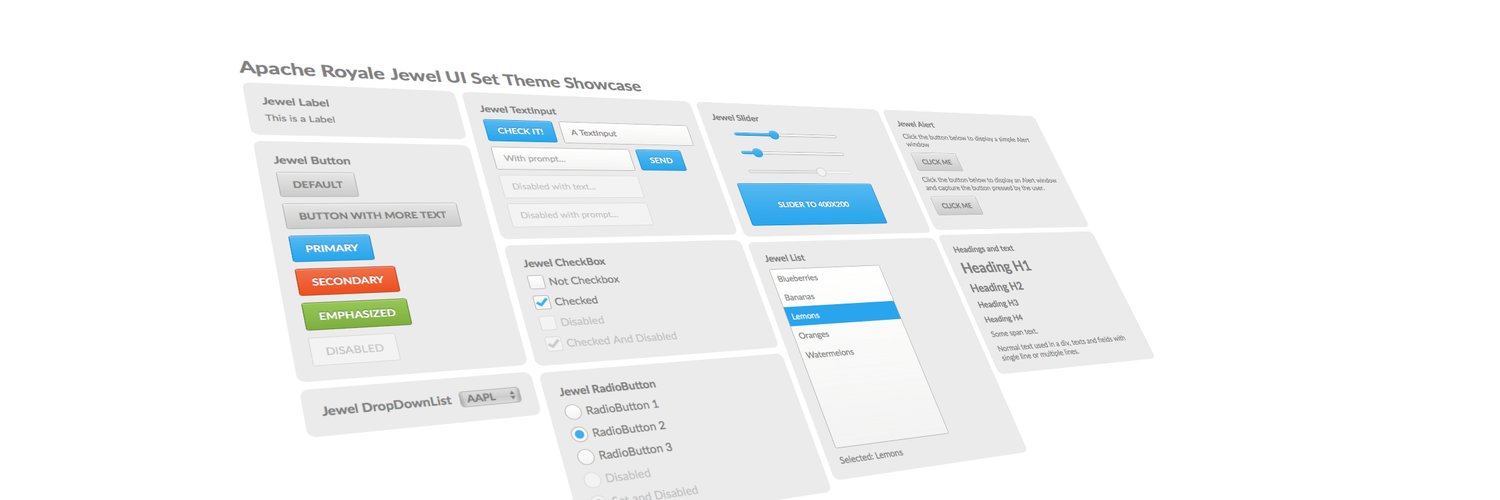 Apache Royale Jewel UI Set Theme Showcase
Jewel Label
This is a Label
Jewel Button
DEFAULT
BUTTON WITH MORE TEXT
PRIMARY
SECONDARY
EMPHASIZED
DISABLED
Jewel DropDownList
AAPL
Jewel TextInput
CHECK IT!
A TextInput
With prompt...
SEND
Disabled with text...
Disabled with prompt...
Jewel CheckBox
Not Checkbox
Checked
Disabled
Checked And Disabled
Jewel RadioButton
RadioButton 1
RadioButton 2
RadioButton 3
Disabled
Set and Disabled
Jewel Slider
SLIDER TO 400X200
Jewel List
Blueberries
Bananas
Lemons
Oranges
Watermelons
Selected: Lemons
Jewel Alert
Click the button below to display a simple Alert
window
CLICK ME
Click the button below to display an Alert window
and capture the button pressed by the user.
CLICK ME
Headings and text
Heading H1
Heading H2
Heading H3
Heading H4
Some span text.
Normal text used in a div, texts and fields with
single line or multiple lines.